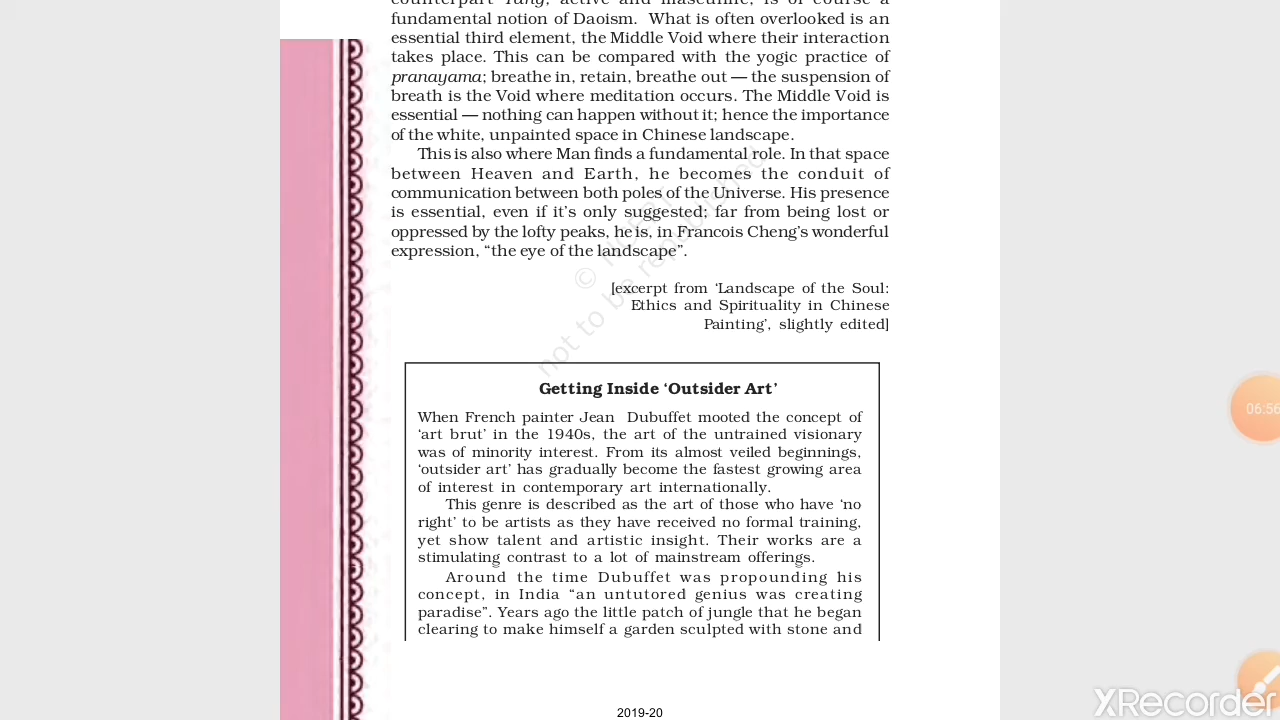 counterpart Yang, active and masculine, is of course a
fundamental notion of Daoism. What is often overlooked is an
essential third element, the Middle Void where their interaction
takes place. This can be compared with the yogic practice of
pranayama; breathe in, retain, breathe out — the suspension of
breath is the Void where meditation occurs. The Middle Void is
essential — nothing can happen without it; hence the importance
of the white, unpainted space in Chinese landscape.
This is also where Man finds a fundamental role. In that space
between Heaven and Earth, he becomes the conduit of
communication between both poles of the Universe. His presence
is essential, even if it’s only suggested; far from being lost or
oppressed by the lofty peaks, he is, in Francois Cheng’s wonderful
expression, “the eye of the landscape”.
[excerpt from ‘Landscape of the Soul:
Ethics and Spirituality in Chinese
Painting’, slightly edited]
Getting Inside ‘Outsider Art’
When French painter Jean Dubuffet mooted the concept of
‘art brut’ in the 1940s, the art of the untrained visionary
was of minority interest. From its almost veiled beginnings,
‘outsider art’ has gradually become the fastest growing area
of interest in contemporary art internationally.
This genre is described as the art of those who have ‘no
right’ to be artists as they have received no formal training,
yet show talent and artistic insight. Their works are a
stimulating contrast to a lot of mainstream offerings.
Around the time Dubuffet was propounding his
concept, in India “an untutored genius was creating
paradise”. Years ago the little patch of jungle that he began
clearing to make himself a garden sculpted with stone and
2019-20
06:56
XRecorder
not to be republished